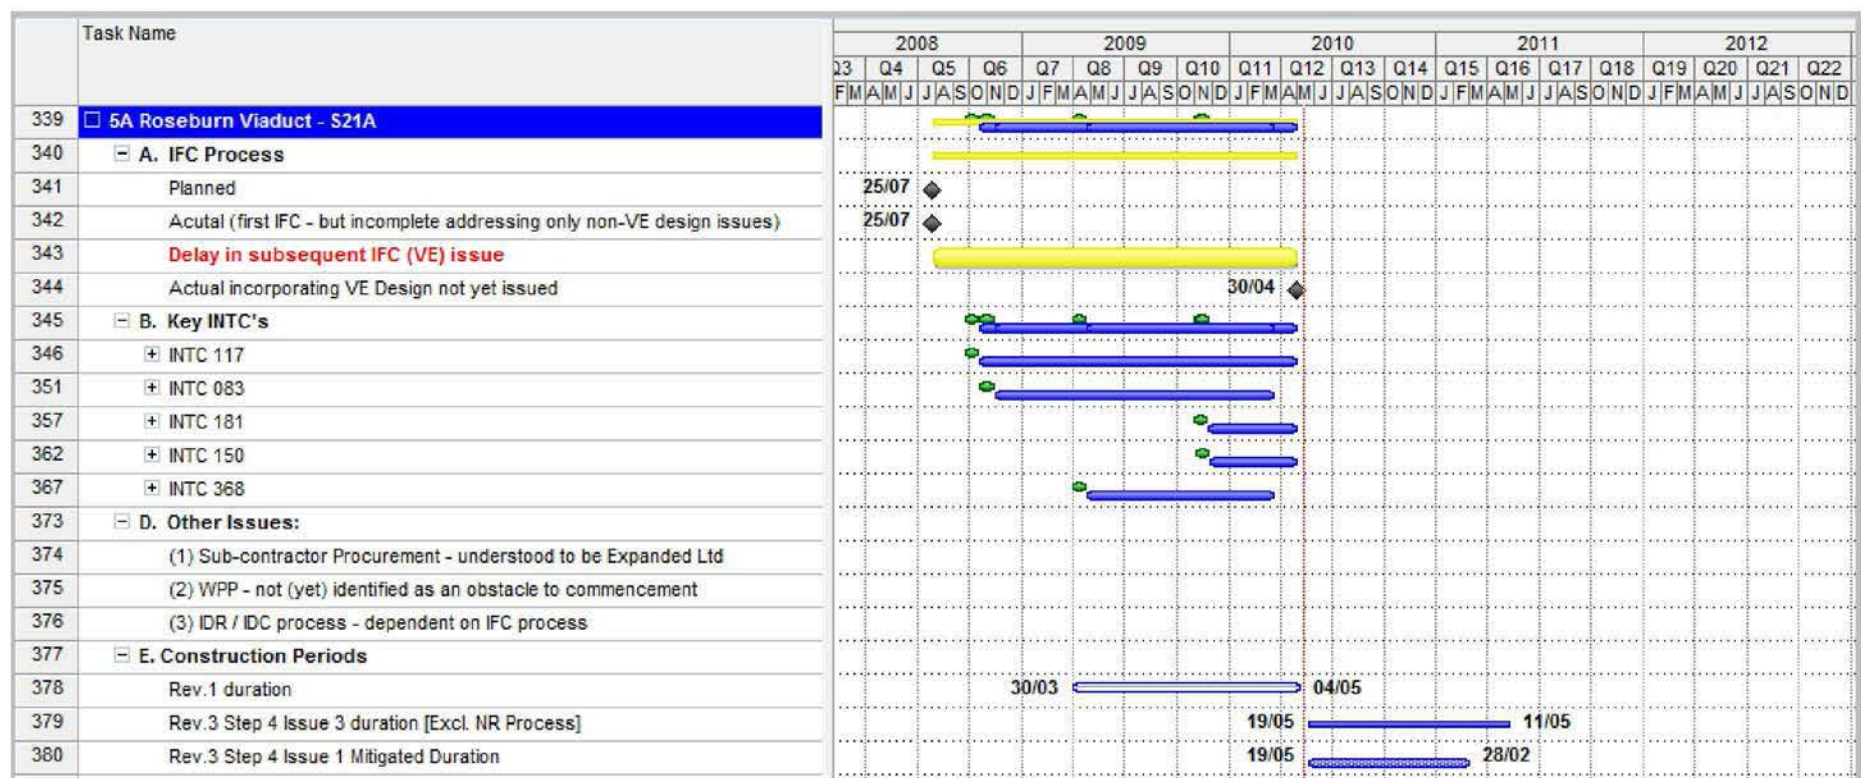 Task Name
2008 2009 2010 2011 2012
Q3 Q4 Q5 Q6 Q7 Q8 Q9 Q10 Q11 Q12 Q13 Q14 Q15 Q16 Q17 Q18 Q19 Q20 Q21 Q22
F M A M J J A S O N D J F M A M J J A S O N D J F M A M J J A S O N D J F M A M J J A S O N D J F M A M J J A S O N D
339 5A Roseburn Viaduct - S21A
340 A. IFC Process
341 Planned 25/07
342 Acutal (first IFC - but incomplete addressing only non-VE design issues) 25/07
343 Delay in subsequent IFC (VE) issue
344 Actual incorporating VE Design not yet issued 30/04
345 B. Key INTC's
346 INTC 117
351 INTC 083
357 INTC 181
362 INTC 150
367 INTC 368
373 D. Other Issues:
374 (1) Sub-contractor Procurement - understood to be Expanded Ltd
375 (2) WPP - not (yet) identified as an obstacle to commencement
376 (3) IDR / IDC process - dependent on IFC process
377 E. Construction Periods
378 Rev.1 duration 30/03 04/05
379 Rev.3 Step 4 Issue 3 duration [Excl. NR Process] 19/05 11/05
380 Rev.3 Step 4 Issue 1 Mitigated Duration 19/05 28/02